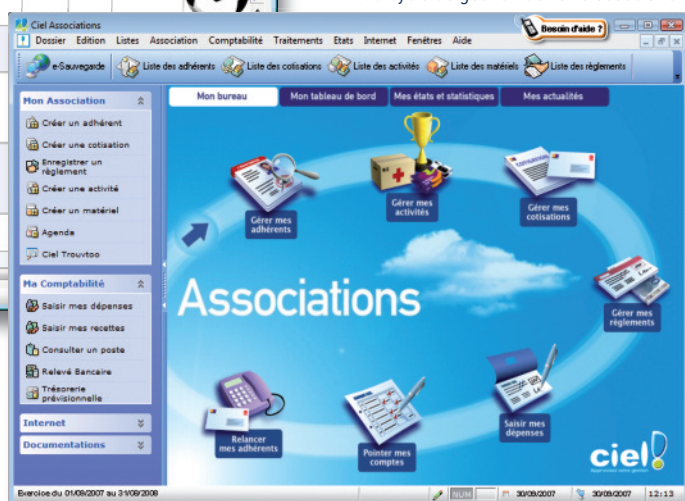 Ciel Associations
Besoin d'aide ?
Dossier Edition Listes Association Comptabilité Traitements Etats Internet Fenêtres Aide
e-Sauvegarde Liste des adhérents Liste des cotisations Liste des activités Liste des matériels Liste des règlements
Mon bureau Mon tableau de bord Mes états et statistiques Mes actualités
Mon Association
Créer un adhérent
Créer une cotisation
Enregistrer un
règlement
Créer une activité
Créer un matériel
Agenda
Ciel Trouvtoo
Ma Comptabilité
Saisir mes dépenses
Saisir mes recettes
Consulter un poste
Relevé Bancaire
Trésorerie
prévisionnelle
Internet
Documentations
Gérer mes
adhérents
Gérer mes
activités
Gérer mes
cotisations
Gérer mes
règlements
Saisir mes
dépenses
Pointer mes
comptes
Relancer
mes adhérents
Associations
ciel
Exercice du 01/09/2007 au 31/08/2008
NUM 30/09/2007 30/09/2007 12:13